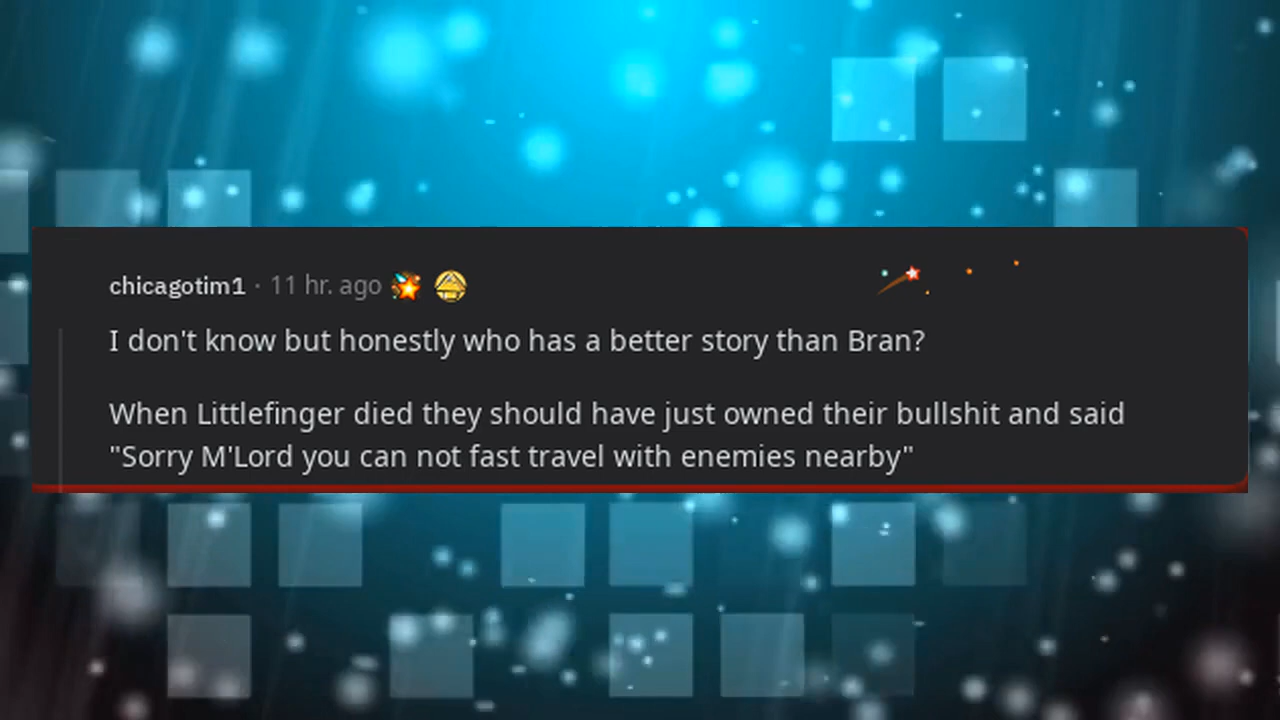 chicagotim1 · 11 hr. ago
I don't know but honestly who has a better story than Bran?
When Littlefinger died they should have just owned their bullshit and said
"Sorry M'Lord you can not fast travel with enemies nearby"